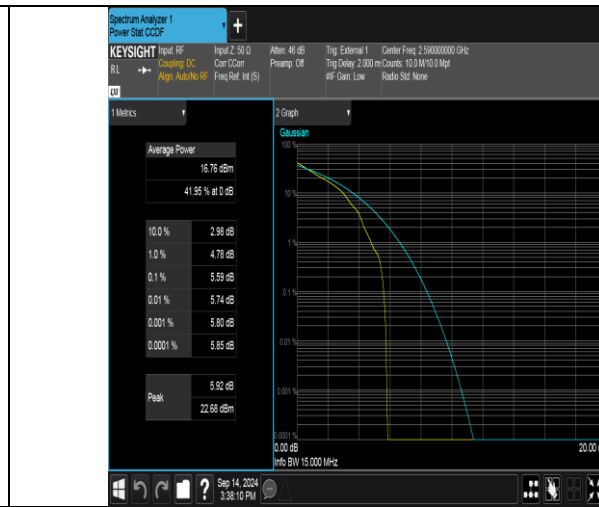 Spectrum Analyzer 1
Power Stat CCDF
KEYSIGHT Input: RF Input Z: 50 Ω Atten: 46 dB Trig: External 1 Center Freq: 2.590000000 GHz
RL Coupling: DC Corr CCorr Preamp: Off Trig Delay: 2.000 ms Counts: 10.0 M/10.0 Mpt
Align: Auto/No RF Freq Ref: Int (S) #IF Gain: Low Radio Std: None
LXI
1 Metrics
2 Graph
Gaussian
Average Power
16.76 dBm
41.95 % at 0 dB
10.0 % 2.98 dB
1.0 % 4.78 dB
0.1 % 5.59 dB
0.01 % 5.74 dB
0.001 % 5.80 dB
0.0001 % 5.85 dB
Peak 5.92 dB
22.68 dBm
100 %
10 %
1 %
0.1 %
0.01 %
0.001 %
0.0001 %
0.00 dB 20.00
Info BW 15.000 MHz
? Sep 14, 2024
3:38:10 PM